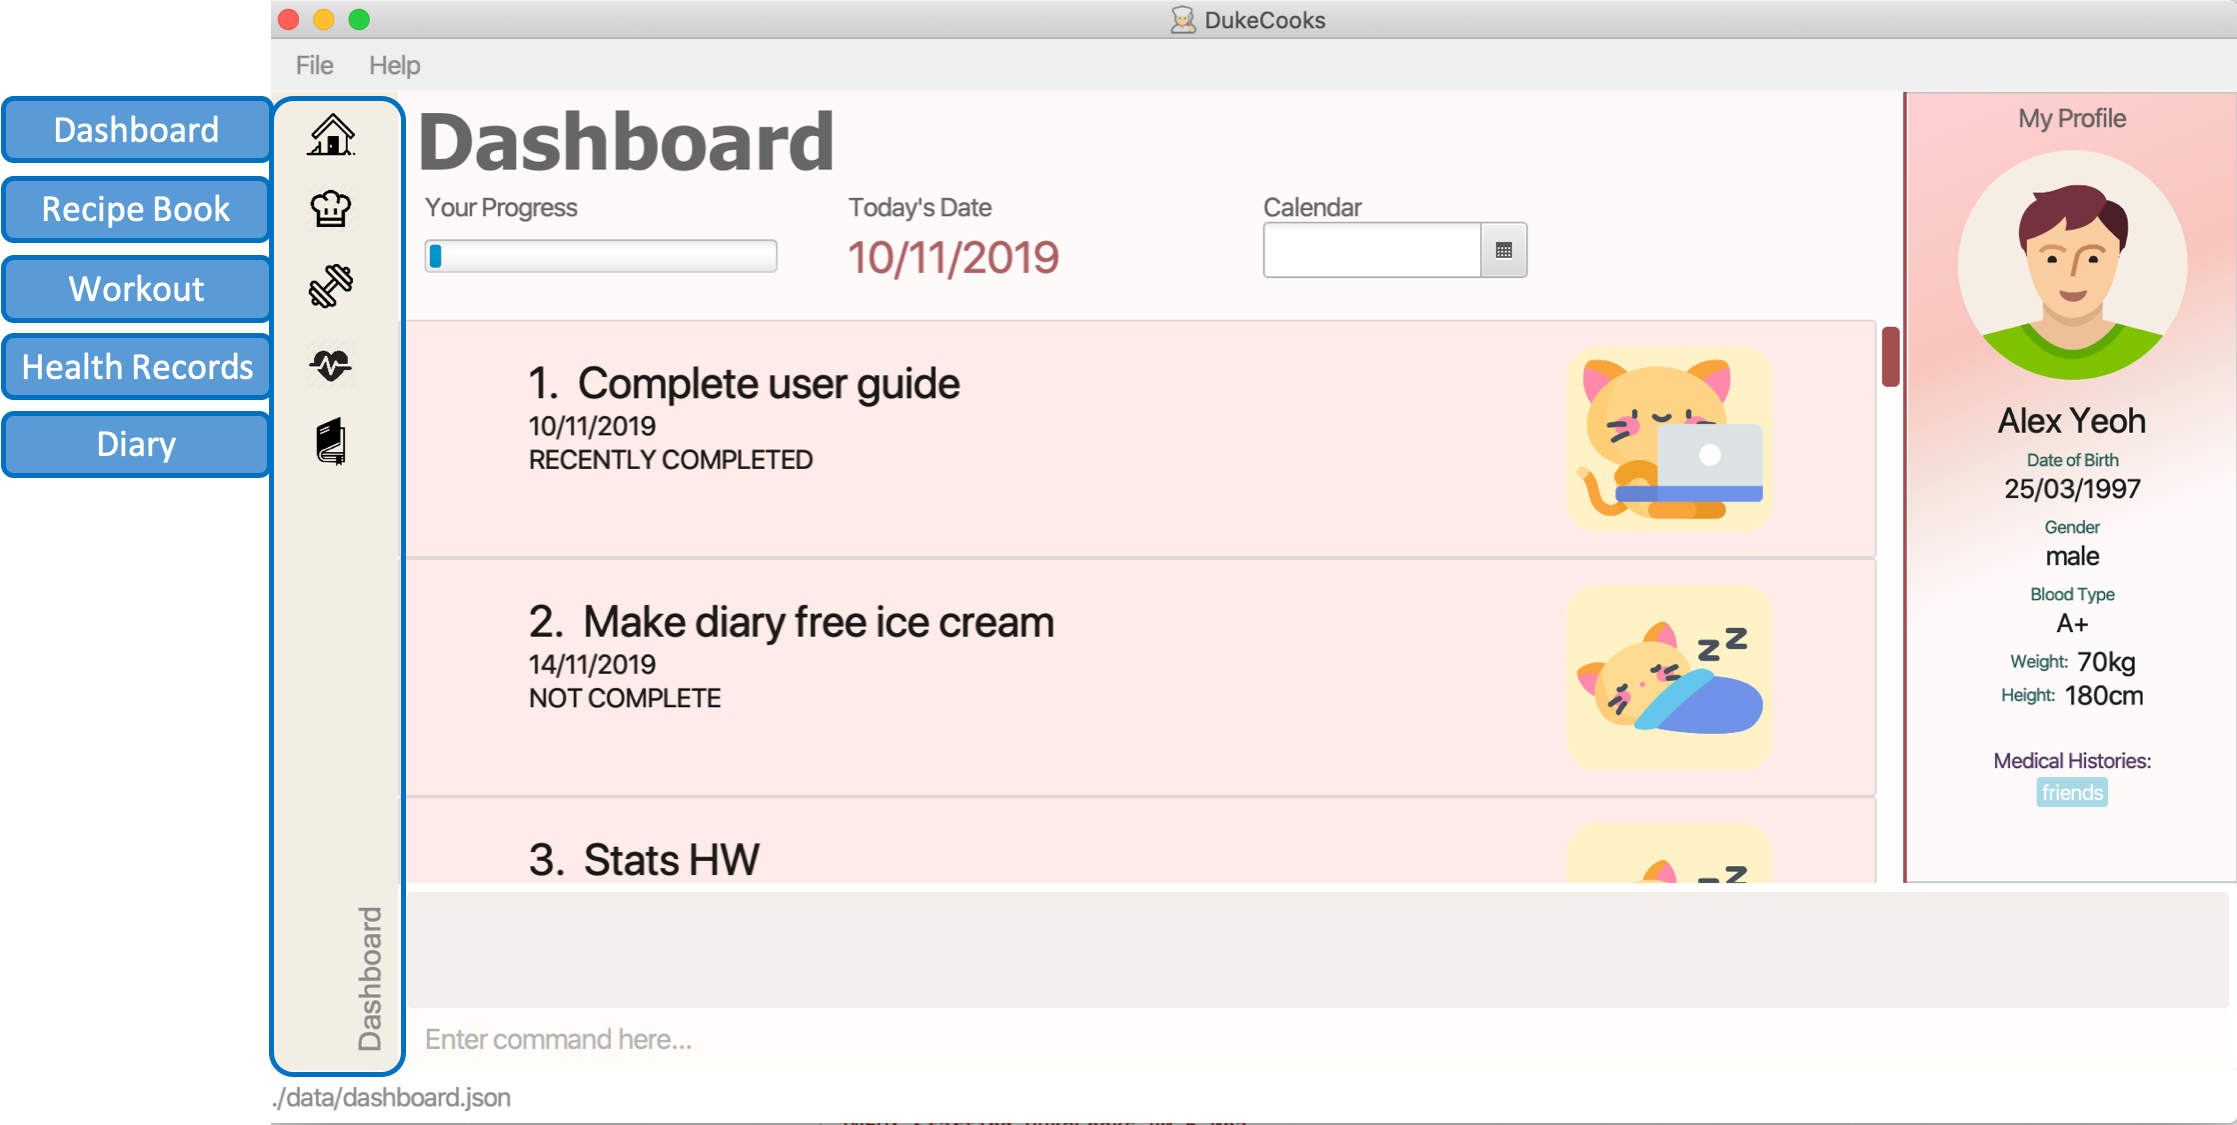 DukeCooks
File Help
Dashboard
Recipe Book
Workout
Health Records
Diary
Dashboard
Dashboard
Your Progress
Today's Date
10/11/2019
Calendar
1. Complete user guide
10/11/2019
RECENTLY COMPLETED
2. Make diary free ice cream
14/11/2019
NOT COMPLETE
z z
3. Stats HW
z z
My Profile
Alex Yeoh
Date of Birth
25/03/1997
Gender
male
Blood Type
A+
Weight: 70kg
Height: 180cm
Medical Histories:
friends
Enter command here...
./data/dashboard.json